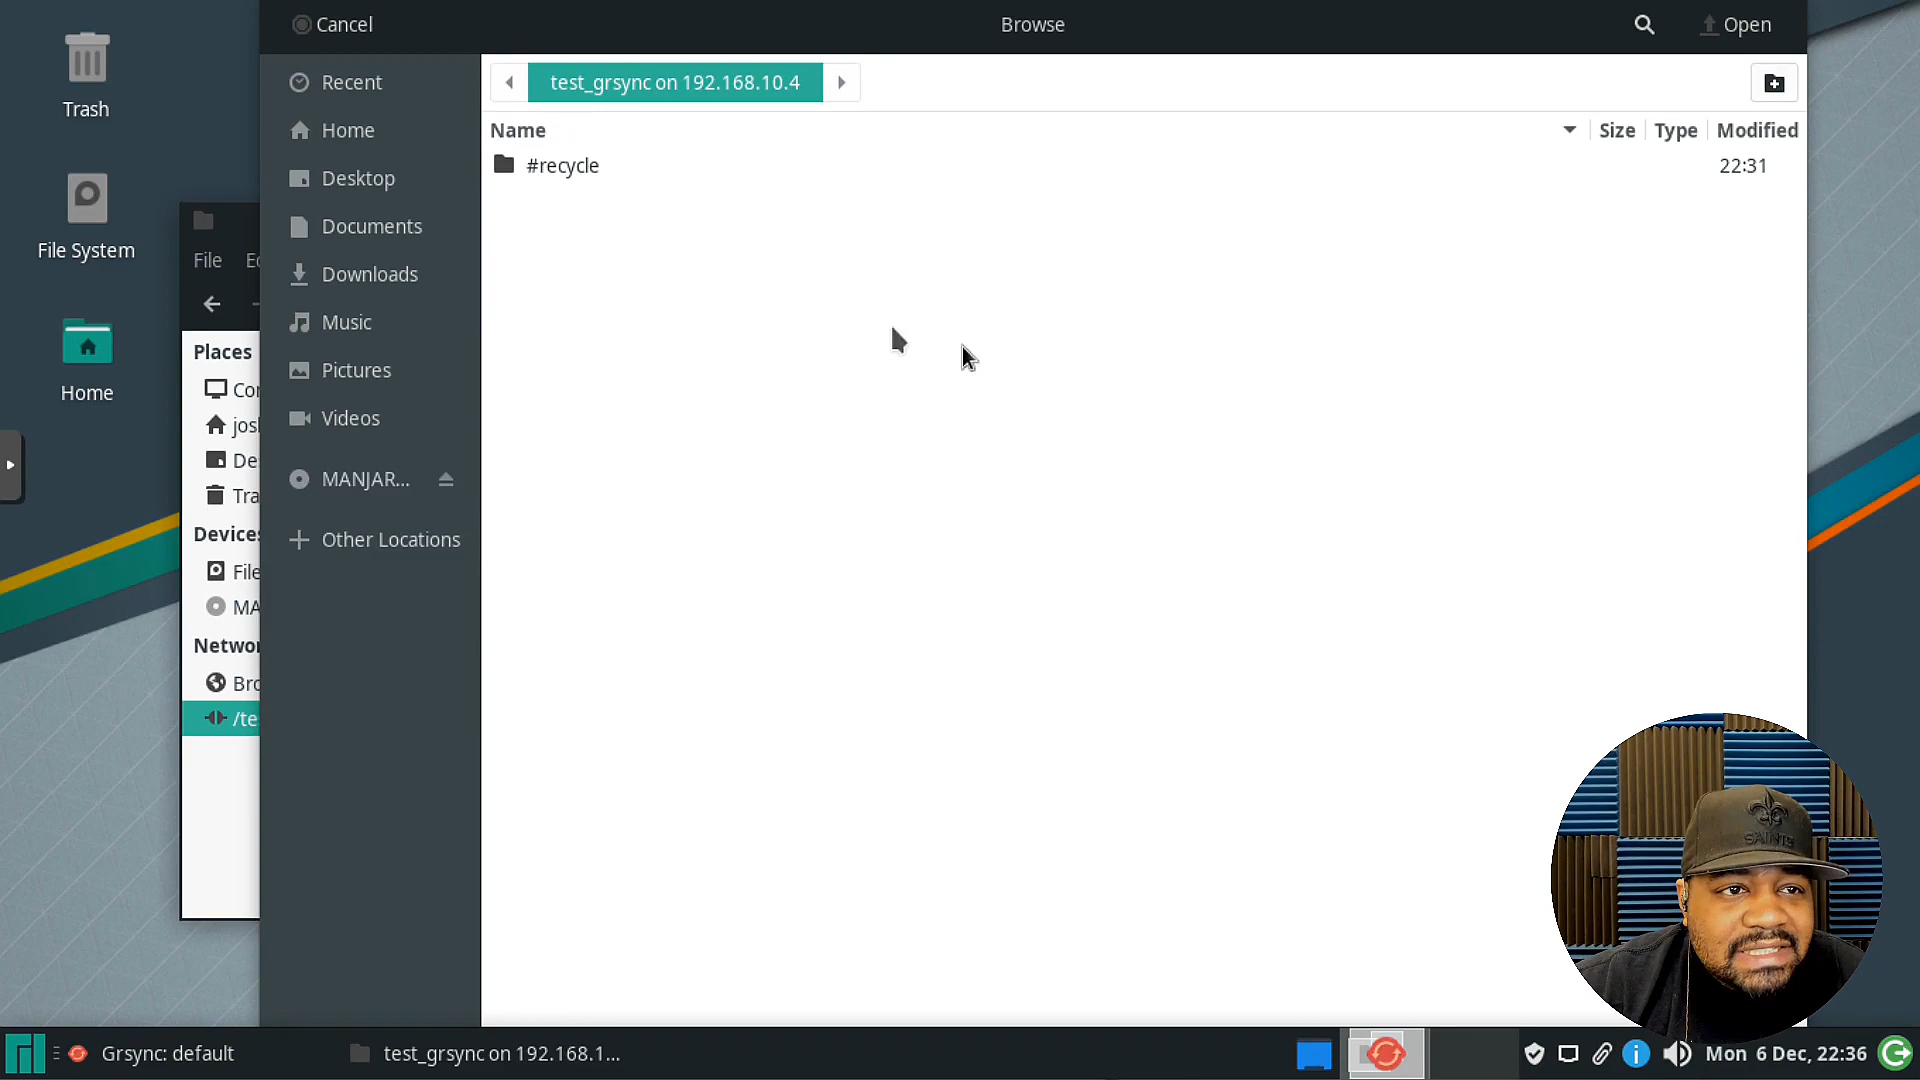 Cancel
Browse
Open
Trash
File System
Home
File
Places
Devices
File
Recent
Home
Desktop
Documents
Downloads
Music
Pictures
Videos
MANJAR...
Other Locations
test_grsync on 192.168.10.4
Name
Size
Type
Modified
#recycle
22:31
SAINTS
Grsync: default
test_grsync on 192.168.1...
Mon 6 Dec, 22:36